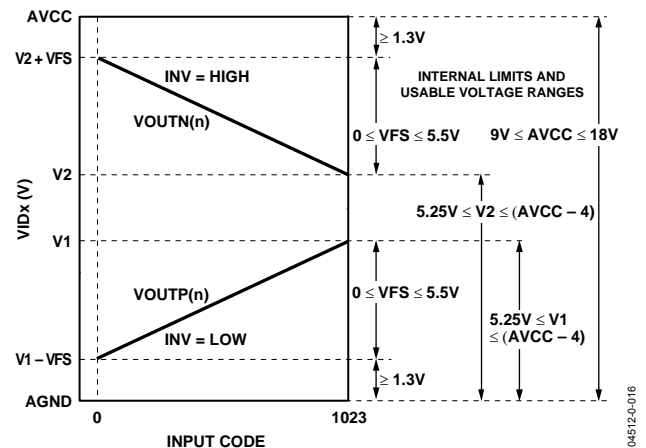 AVCC
≥ 1.3V
V2 + VFS
INV = HIGH
INTERNAL LIMITS AND
USABLE VOLTAGE RANGES
VOUTN(n)
0 ≤ VFS ≤ 5.5V
9V ≤ AVCC ≤ 18V
VIDx (V)
V2
5.25V ≤ V2 ≤ (AVCC – 4)
V1
VOUTP(n)
0 ≤ VFS ≤ 5.5V
5.25V ≤ V1
≤ (AVCC – 4)
INV = LOW
V1 – VFS
≥ 1.3V
AGND
0
1023
INPUT CODE
04512-0-016